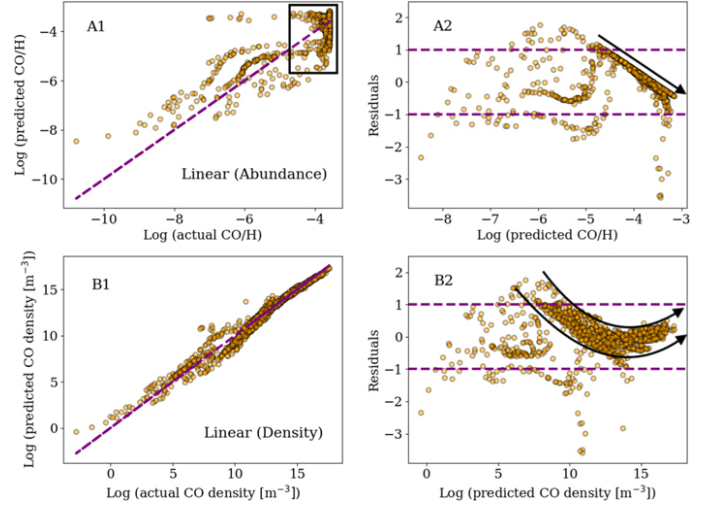 A1
Log (predicted CO/H)
−4
−6
−8
−10
Linear (Abundance)
−10
−8
−6
−4
Log (actual CO/H)
A2
Residuals
2
1
0
−1
−2
−3
−8
−7
−6
−5
−4
−3
Log (predicted CO/H)
B1
Log (predicted CO density [m⁻³])
15
10
5
0
Linear (Density)
0
5
10
15
Log (actual CO density [m⁻³])
B2
Residuals
2
1
0
−1
−2
−3
0
5
10
15
Log (predicted CO density [m⁻³])